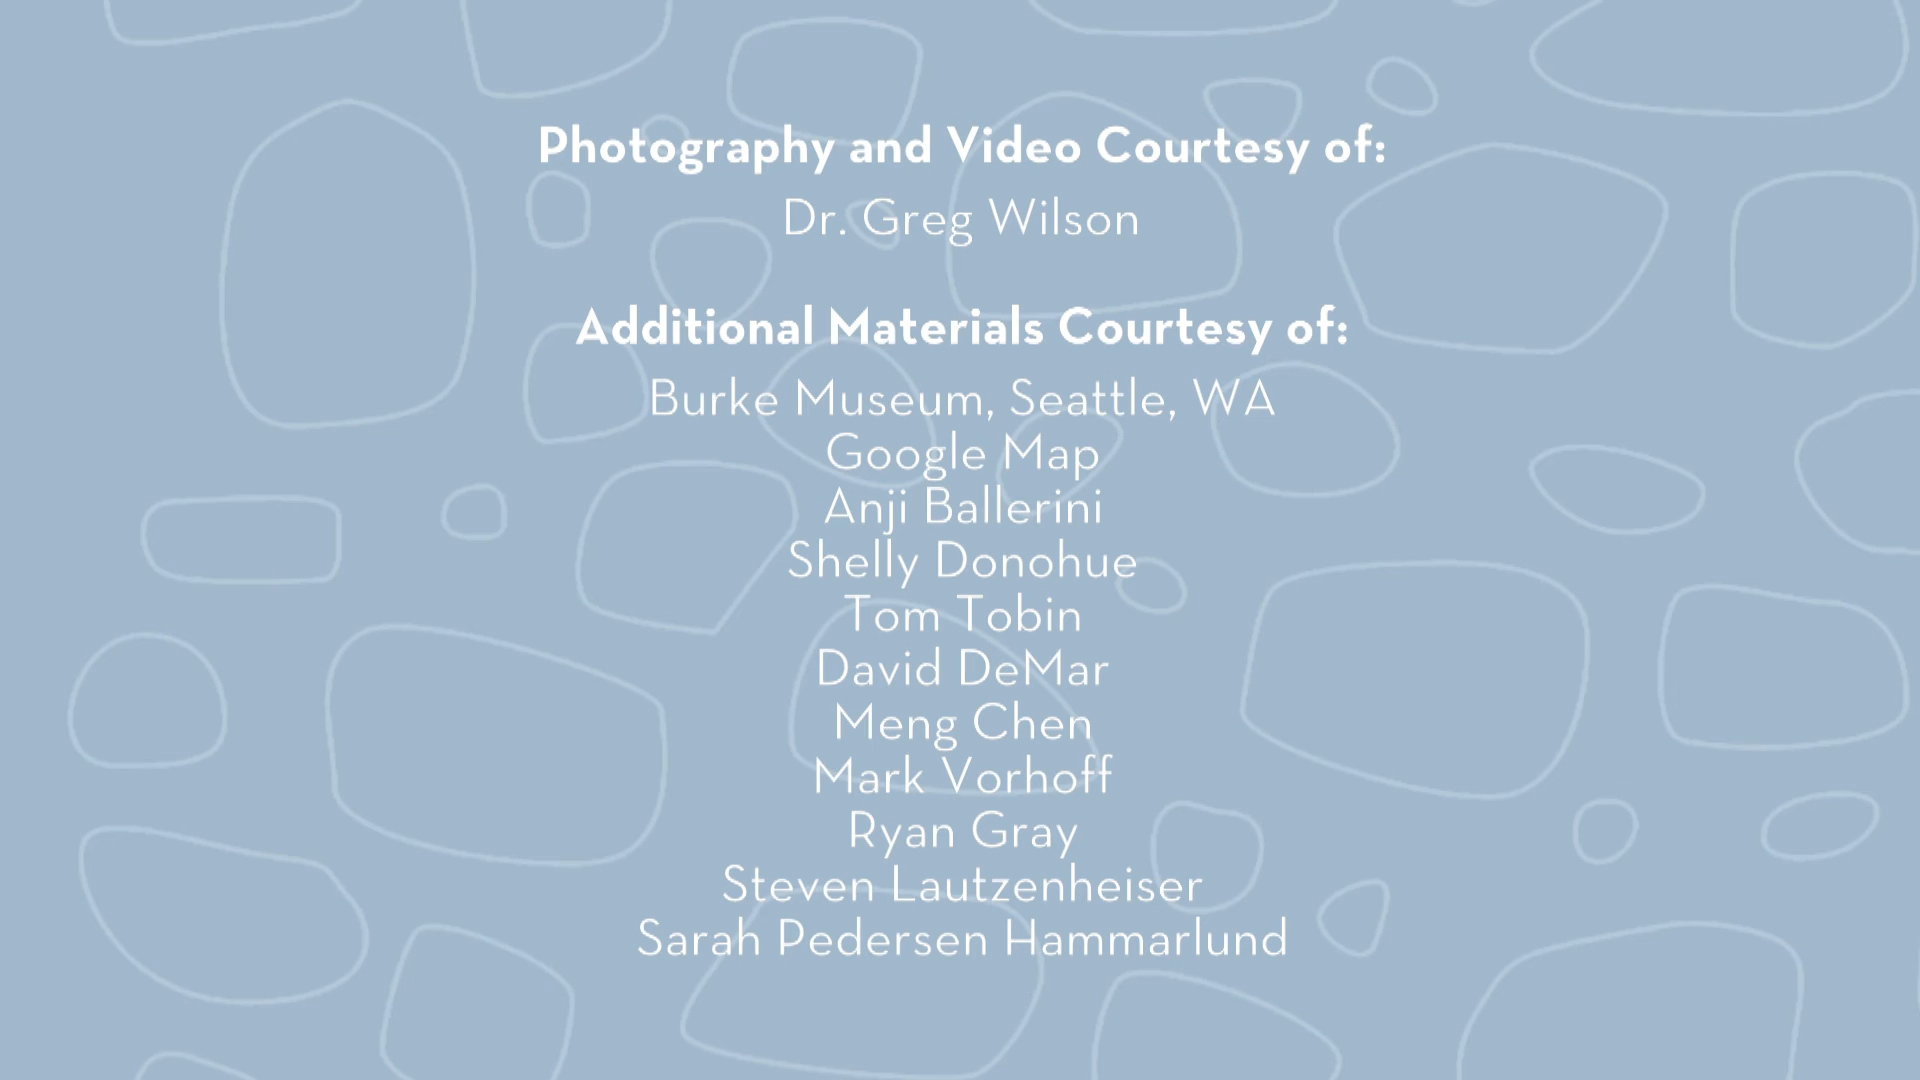 Photography and Video Courtesy of:
Dr. Greg Wilson
Additional Materials Courtesy of:
Burke Museum, Seattle, WA
Google Map
Anji Ballerini
Shelly Donohue
Tom Tobin
David DeMar
Meng Chen
Mark Vorhoff
Ryan Gray
Steven Lautzenheiser
Sarah Pedersen Hammarlund